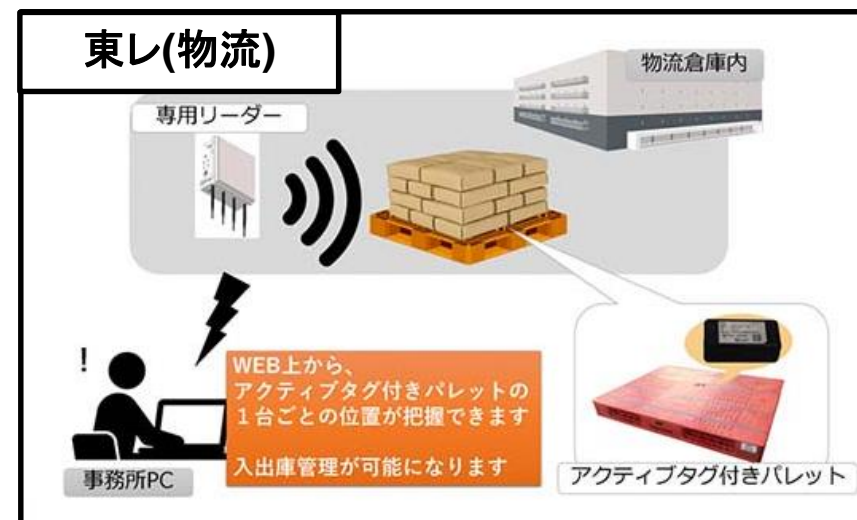 東レ(物流)
物流倉庫内
専用リーダー
!
WEB上から、
アクティブタグ付きパレットの
1台ごとの位置が把握できます
入出庫管理が可能になります
事務所PC
アクティブタグ付きパレット